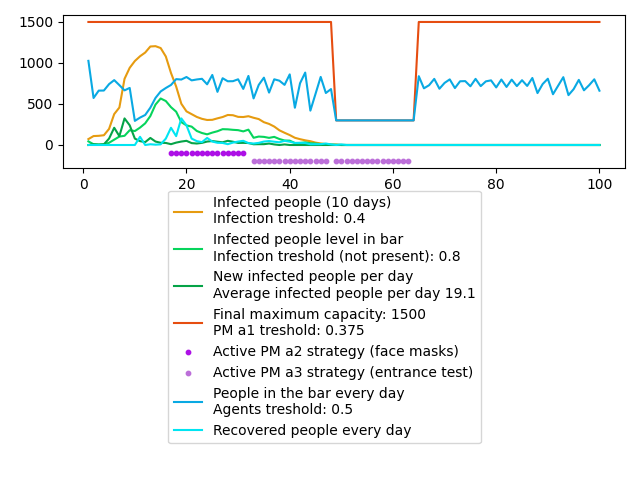 1500
1000
500
0
0
20
40
60
80
100
Infected people (10 days)
Infection treshold: 0.4
Infected people level in bar
Infection treshold (not present): 0.8
New infected people per day
Average infected people per day 19.1
Final maximum capacity: 1500
PM a1 treshold: 0.375
Active PM a2 strategy (face masks)
Active PM a3 strategy (entrance test)
People in the bar every day
Agents treshold: 0.5
Recovered people every day